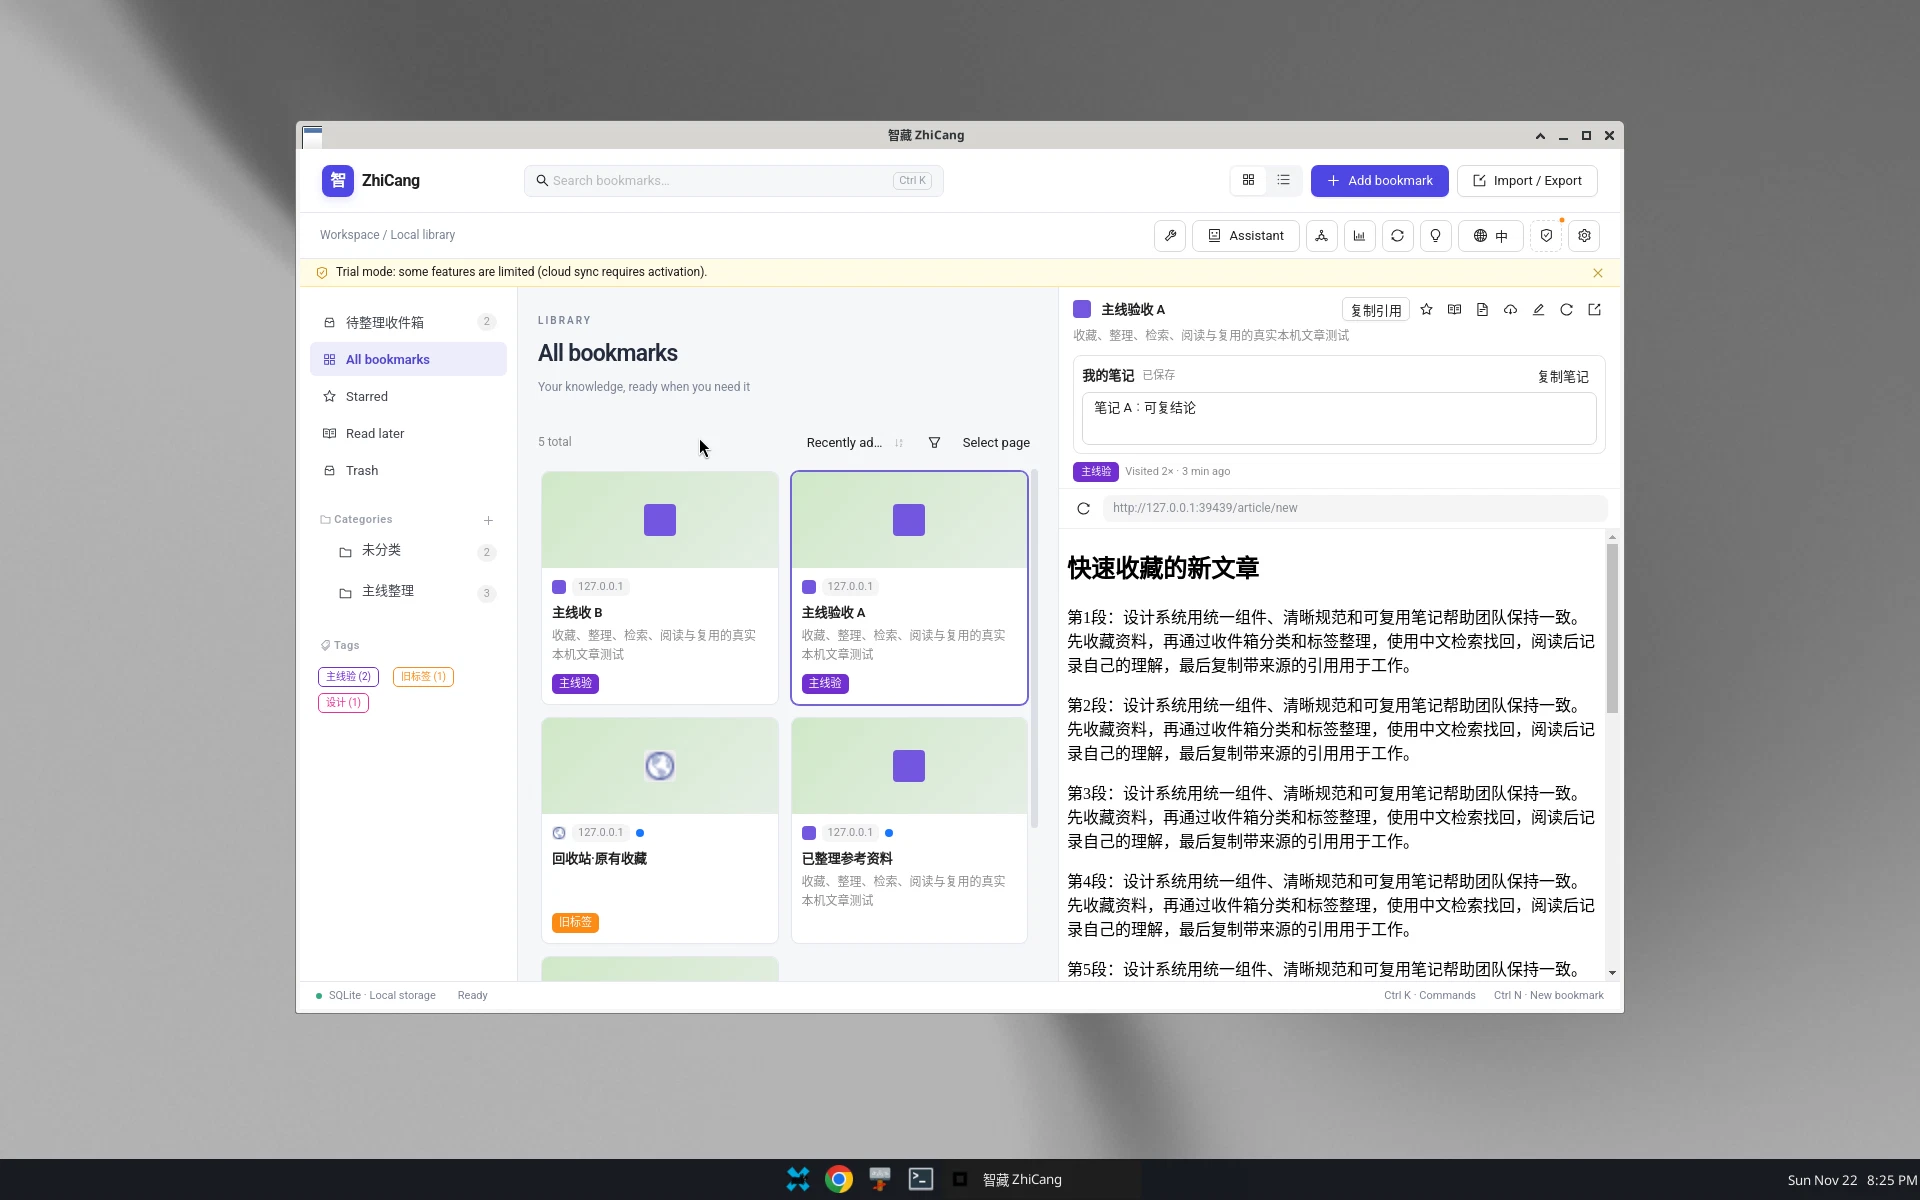 智藏 ZhiCang
智 ZhiCang
Search bookmarks...
Ctrl K
Add bookmark
Import / Export
Workspace / Local library
Assistant
中
Trial mode: some features are limited (cloud sync requires activation).
待整理收件箱 2
All bookmarks
Starred
Read later
Trash
Categories
未分类 2
主线整理 3
Tags
主线验 (2)
旧标签 (1)
设计 (1)
LIBRARY
All bookmarks
Your knowledge, ready when you need it
5 total
Recently ad...
Select page
127.0.0.1
主线收 B
收藏、整理、检索、阅读与复用的真实
本机文章测试
主线验
127.0.0.1
主线验收 A
收藏、整理、检索、阅读与复用的真实
本机文章测试
主线验
127.0.0.1
回收站·原有收藏
旧标签
127.0.0.1
已整理参考资料
收藏、整理、检索、阅读与复用的真实
本机文章测试
主线验收 A
复制引用
收藏、整理、检索、阅读与复用的真实本机文章测试
我的笔记 已保存
复制笔记
笔记 A：可复结论
主线验 Visited 2× · 3 min ago
http://127.0.0.1:39439/article/new
快速收藏的新文章
第1段：设计系统用统一组件、清晰规范和可复用笔记帮助团队保持一致。
先收藏资料，再通过收件箱分类和标签整理，使用中文检索找回，阅读后记
录自己的理解，最后复制带来源的引用用于工作。
第2段：设计系统用统一组件、清晰规范和可复用笔记帮助团队保持一致。
先收藏资料，再通过收件箱分类和标签整理，使用中文检索找回，阅读后记
录自己的理解，最后复制带来源的引用用于工作。
第3段：设计系统用统一组件、清晰规范和可复用笔记帮助团队保持一致。
先收藏资料，再通过收件箱分类和标签整理，使用中文检索找回，阅读后记
录自己的理解，最后复制带来源的引用用于工作。
第4段：设计系统用统一组件、清晰规范和可复用笔记帮助团队保持一致。
先收藏资料，再通过收件箱分类和标签整理，使用中文检索找回，阅读后记
录自己的理解，最后复制带来源的引用用于工作。
第5段：设计系统用统一组件、清晰规范和可复用笔记帮助团队保持一致。
SQLite · Local storage
Ready
Ctrl K · Commands
Ctrl N · New bookmark
智藏 ZhiCang
Sun Nov 22 8:25 PM